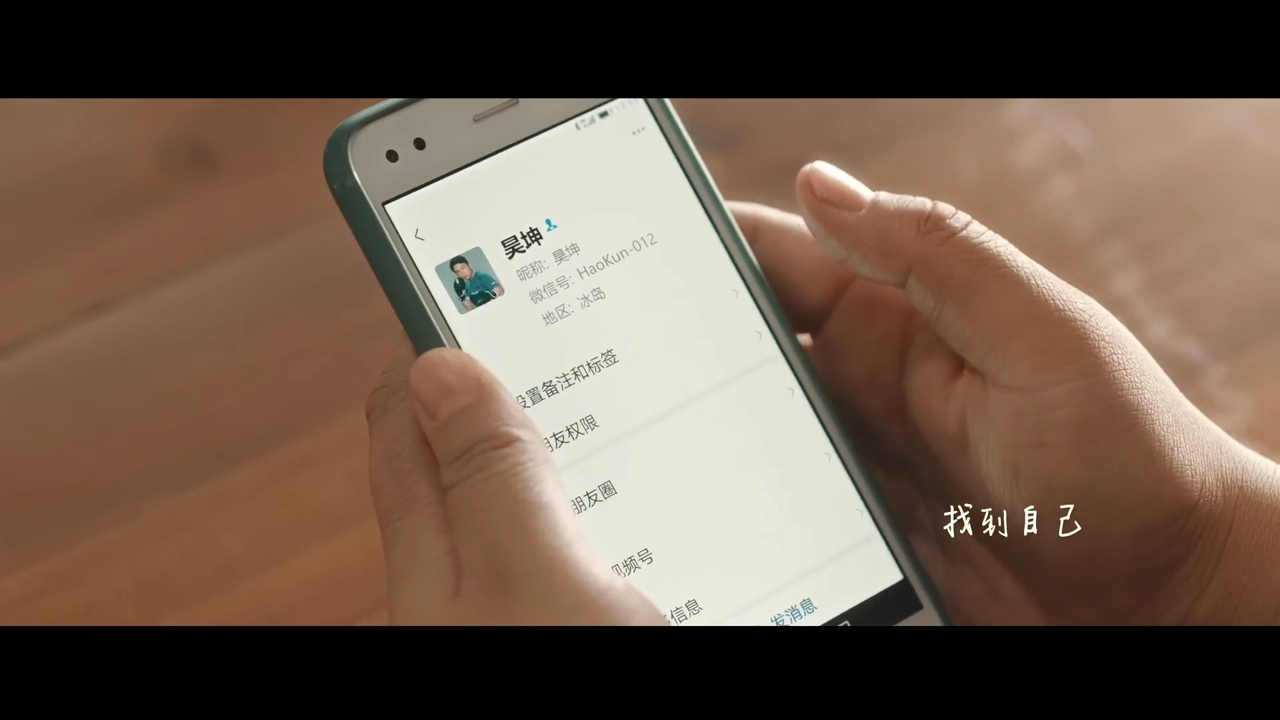 昊坤
昵称: 昊坤
微信号: HaoKun-012
地区: 冰岛
设置备注和标签
朋友权限
朋友圈
视频号
信息
发消息
找到自己